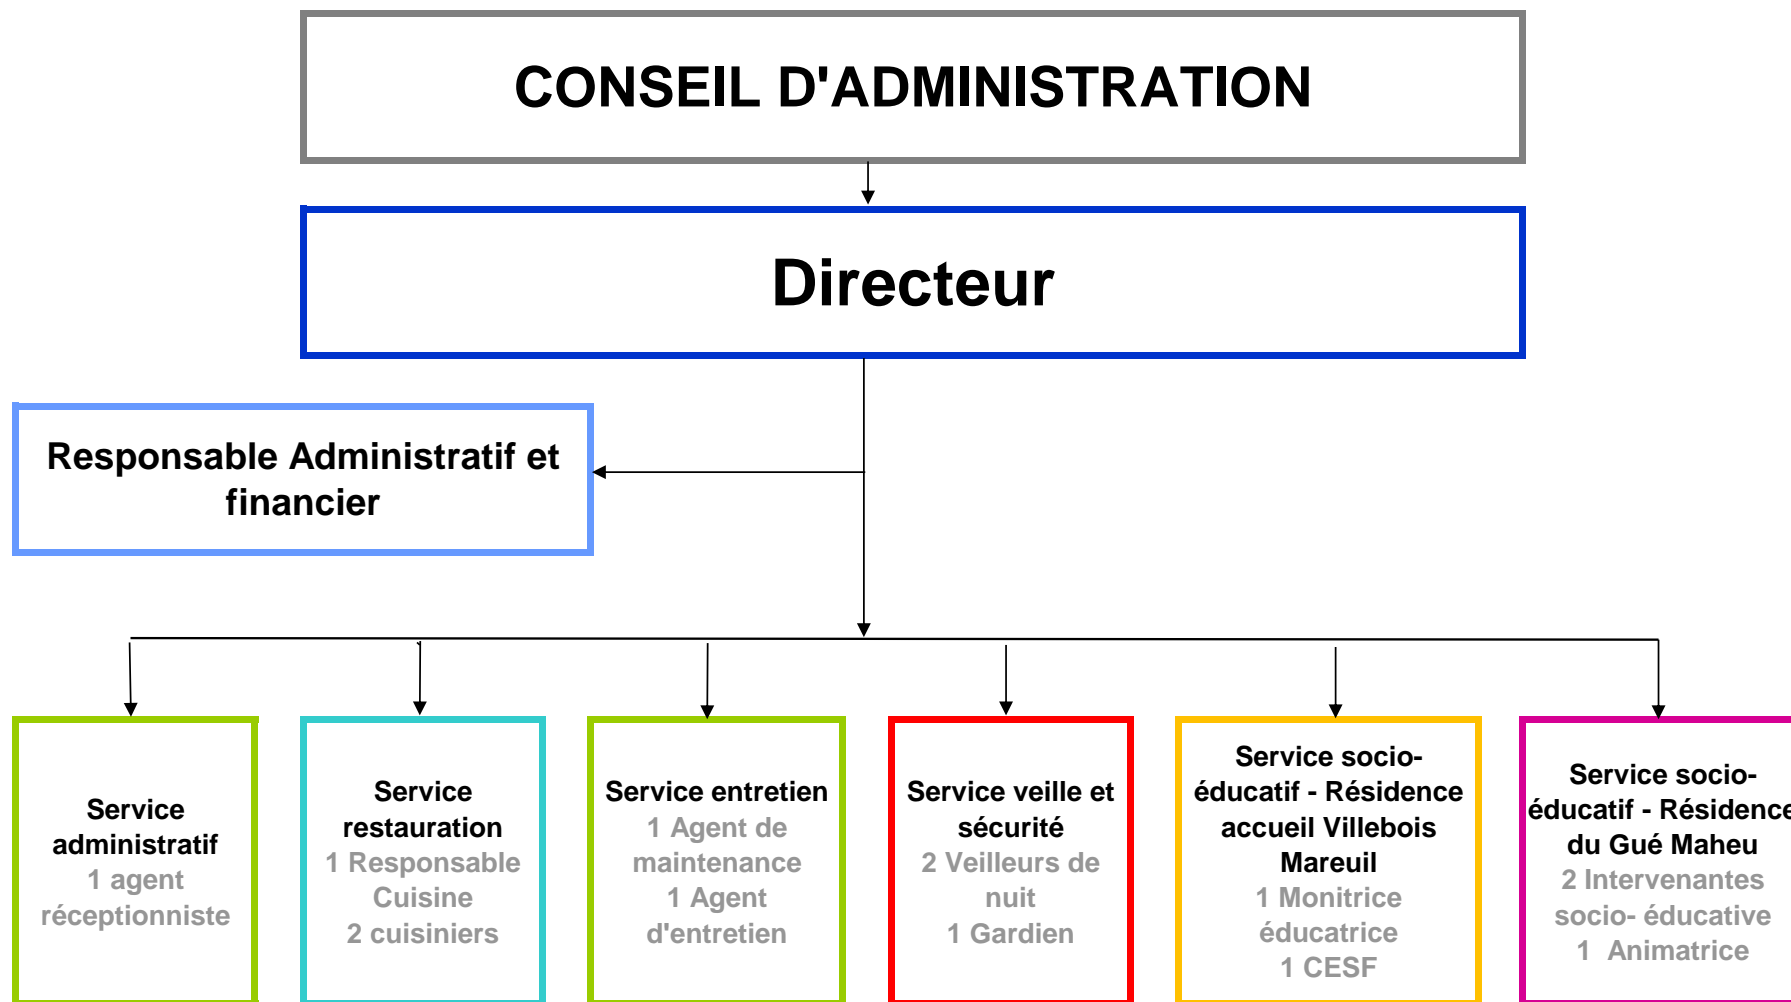 CONSEIL D'ADMINISTRATION
Directeur
Responsable Administratif et
financier
Service
administratif
1 agent
réceptionniste
Service
restauration
1 Responsable
Cuisine
2 cuisiniers
Service entretien
1 Agent de
maintenance
1 Agent
d'entretien
Service veille et
sécurité
2 Veilleurs de
nuit
1 Gardien
Service socio-
éducatif - Résidence
accueil Villebois
Mareuil
1 Monitrice
éducatrice
1 CESF
Service socio-
éducatif - Résidence
du Gué Maheu
2 Intervenantes
socio- éducative
1 Animatrice